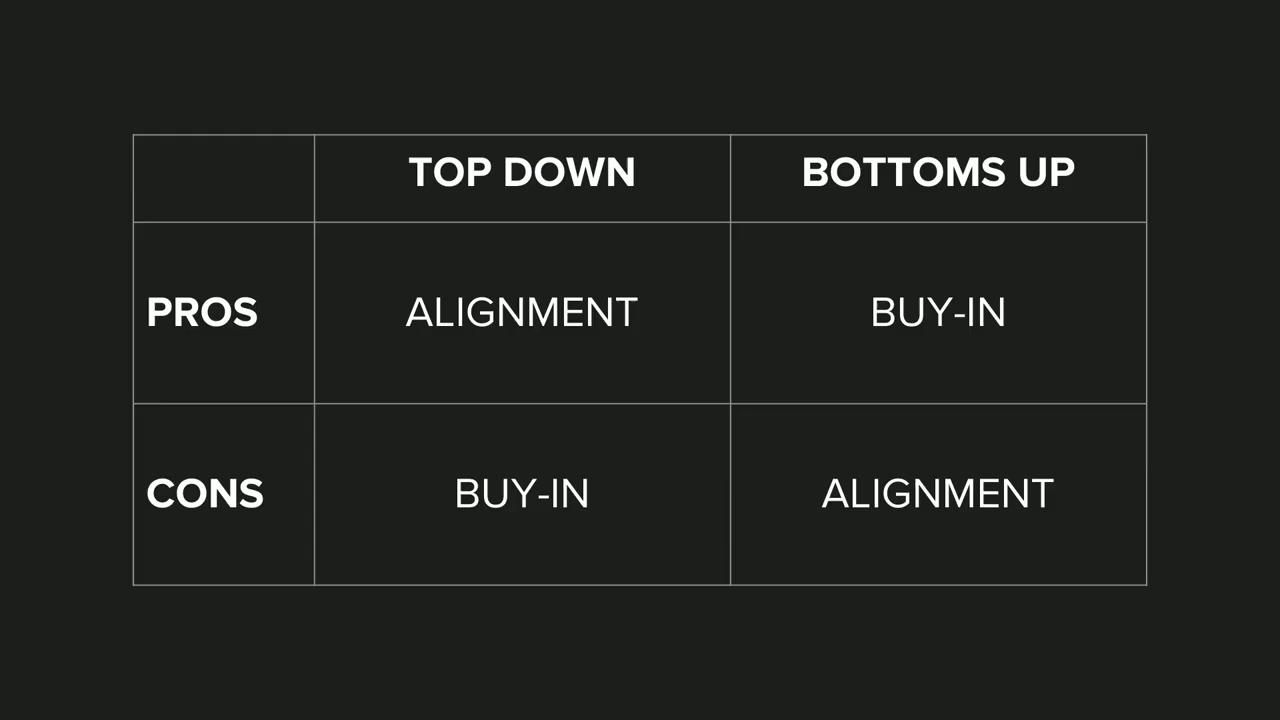 TOP DOWN BOTTOMS UP
PROS ALIGNMENT BUY-IN
CONS BUY-IN ALIGNMENT